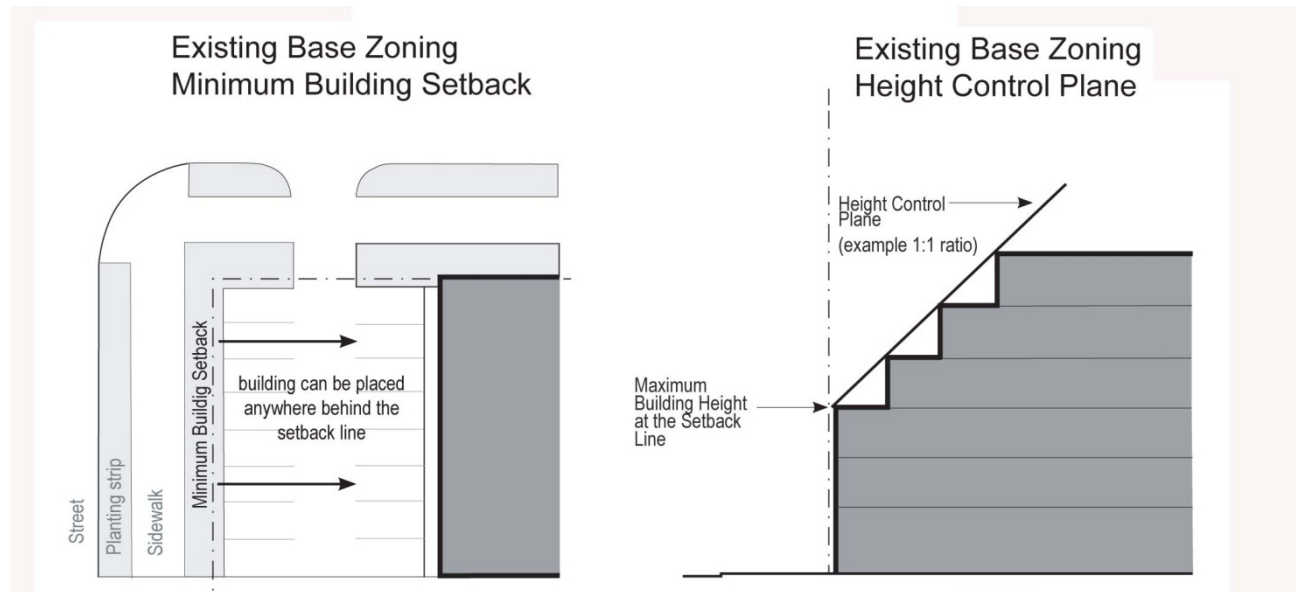 Existing Base Zoning
Minimum Building Setback
Street
Planting strip
Sidewalk
Minimum Buildig Setback
building can be placed
anywhere behind the
setback line
Existing Base Zoning
Height Control Plane
Height Control
Plane
(example 1:1 ratio)
Maximum
Building Height
at the Setback
Line